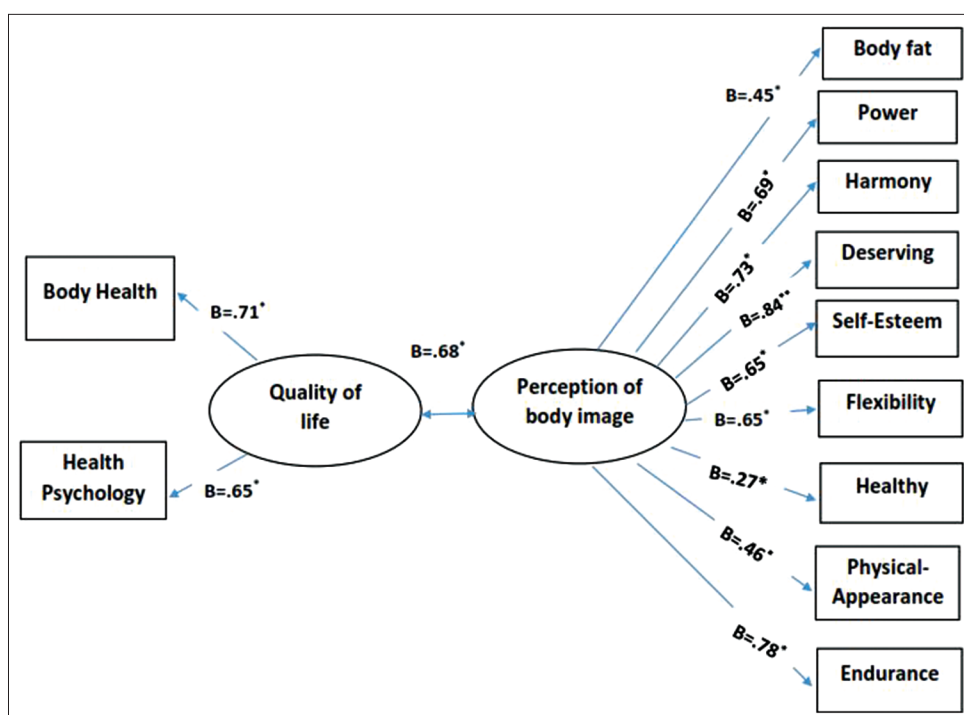 Body fat
B=.45*
Power
B=.69*
Harmony
B=.73*
Deserving
B=.84**
Self-Esteem
B=.65*
Flexibility
B=.65*
Healthy
B=.27*
Physical-
Appearance
B=.46*
Endurance
B=.78*
Perception of
body image
B=.68*
Quality of
life
Body Health
B=.71*
Health
Psychology
B=.65*